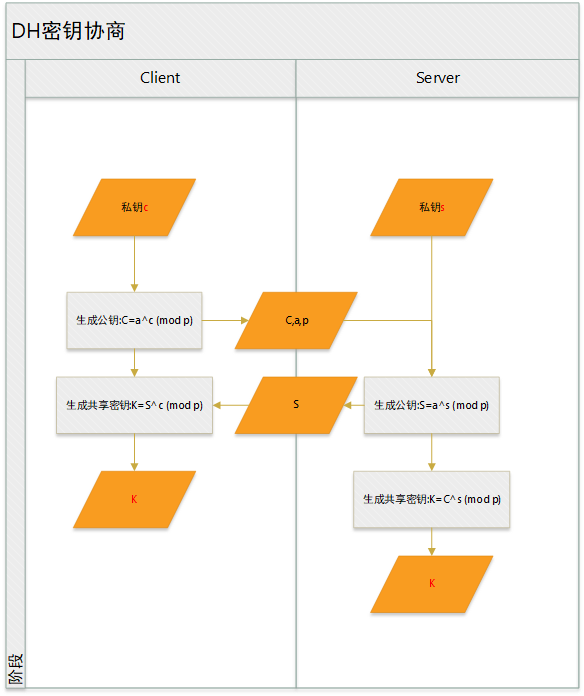 DH密钥协商
Client
Server
私钥c
私钥s
生成公钥:C=a^c (mod p)
C,a,p
生成共享密钥:K=S^c (mod p)
S
生成公钥:S=a^s (mod p)
K
生成共享密钥:K=C^s (mod p)
K
阶段